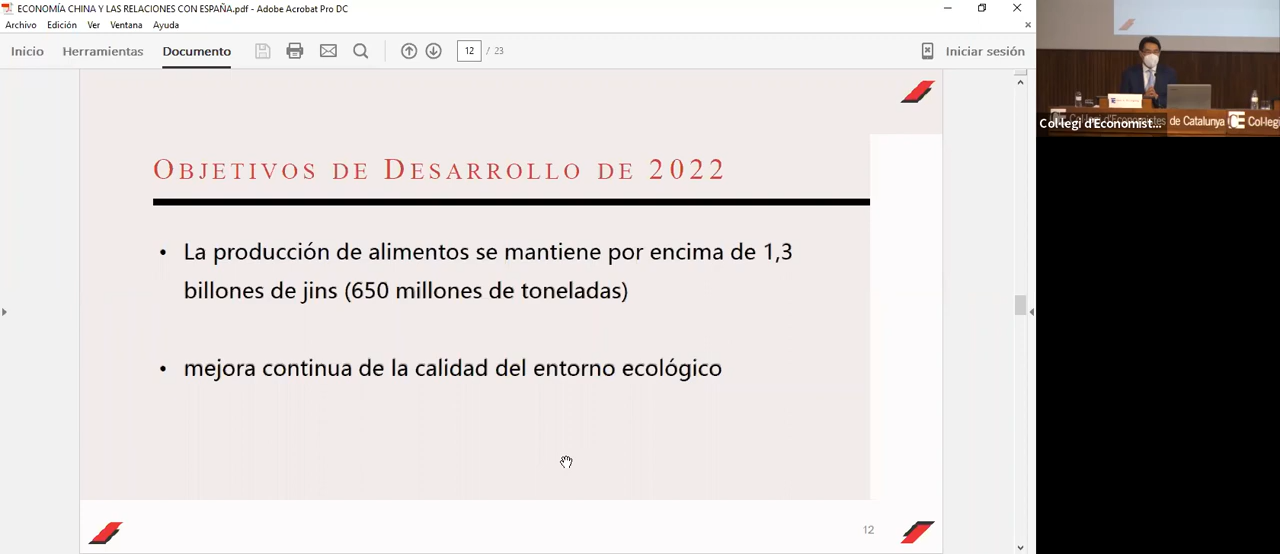 ECONOMÍA CHINA Y LAS RELACIONES CON ESPAÑA.pdf - Adobe Acrobat Pro DC
Archivo Edición Ver Ventana Ayuda
Inicio Herramientas Documento 12 / 23 Iniciar sesión
OBJETIVOS DE DESARROLLO DE 2022
• La producción de alimentos se mantiene por encima de 1,3
billones de jins (650 millones de toneladas)
• mejora continua de la calidad del entorno ecológico
12
Col·legi d'Economistes de Catalunya
Col·legi
Col·legi d'Economist...